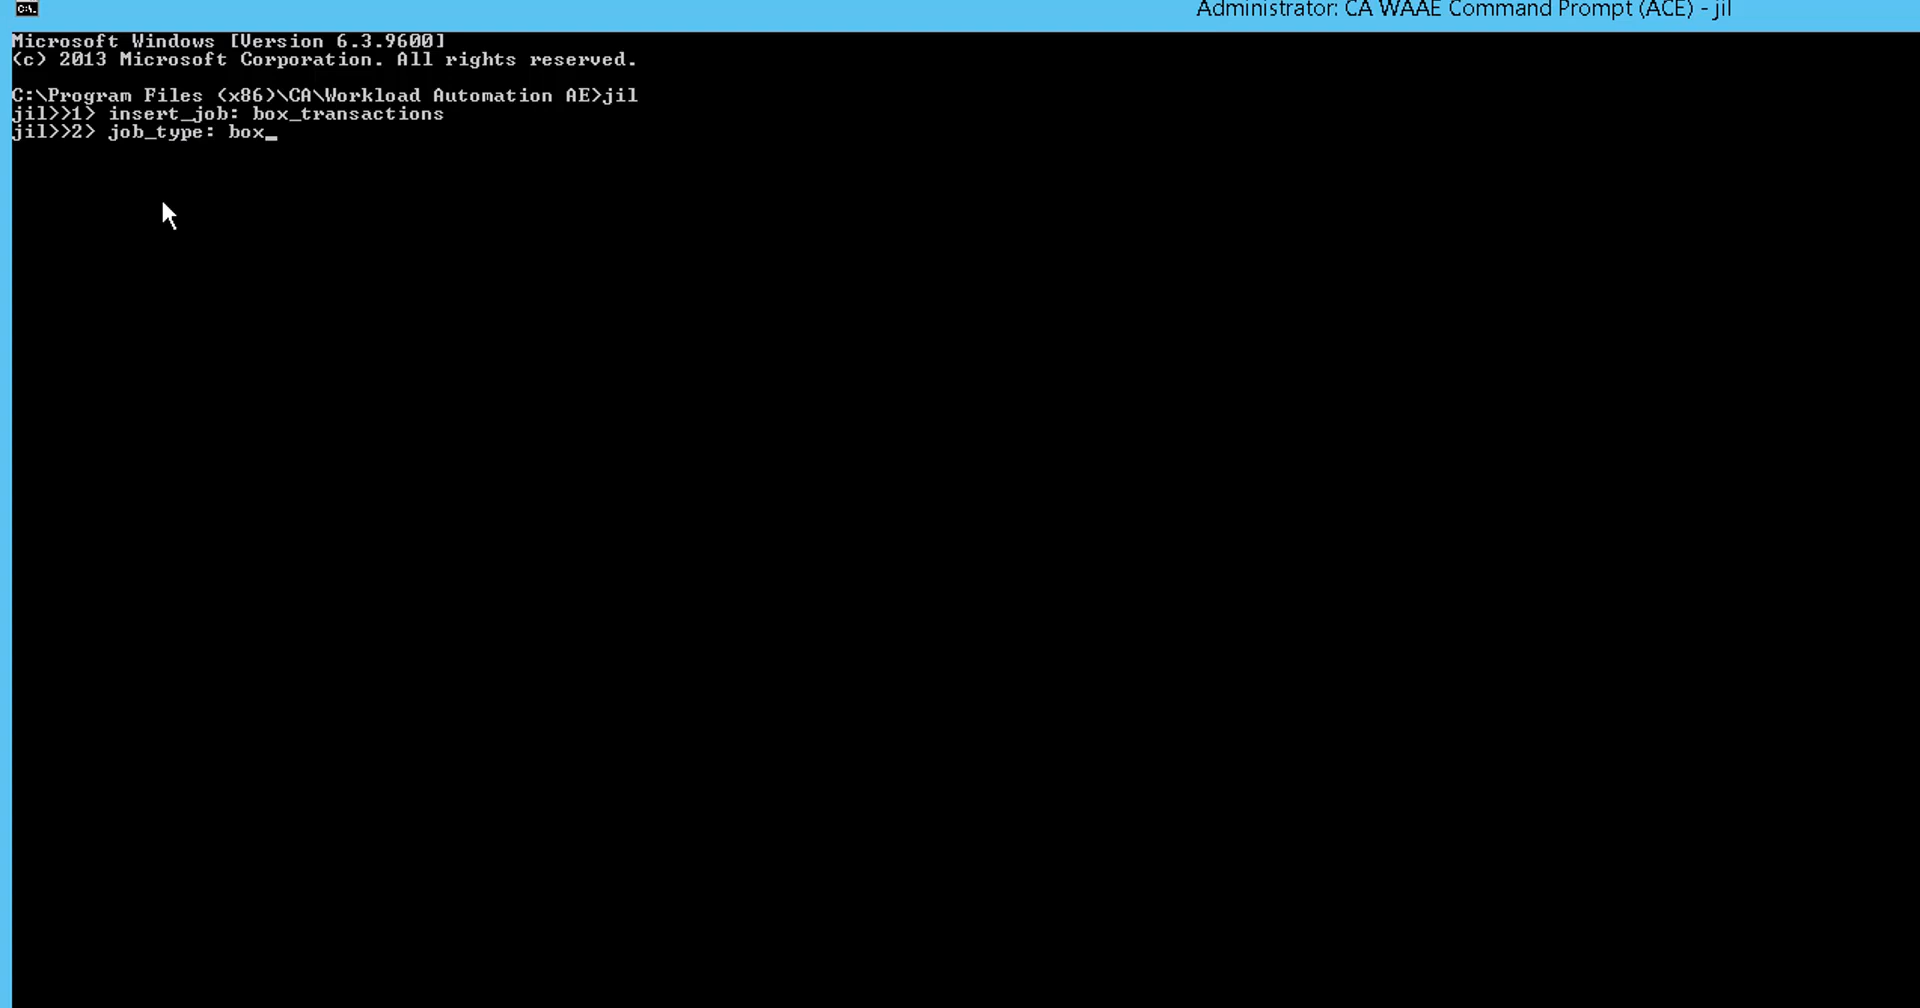 Administrator: CA WAAE Command Prompt (ACE) - jil
Microsoft Windows [Version 6.3.9600]
(c) 2013 Microsoft Corporation. All rights reserved.
C:\Program Files (x86)\CA\Workload Automation AE>jil
jil>>1> insert_job: box_transactions
jil>>2> job_type: box_